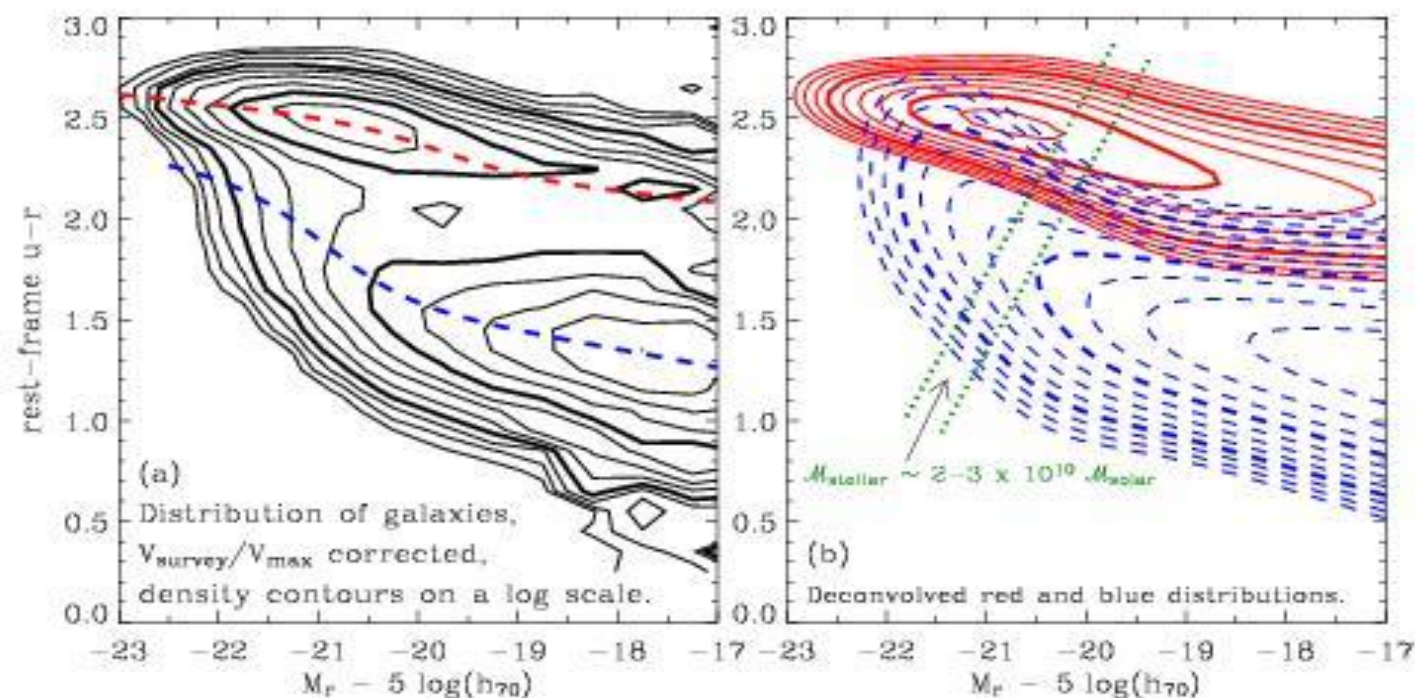 rest-frame u-r
3.0
2.5
2.0
1.5
1.0
0.5
0.0
(a)
Distribution of galaxies,
V_survey/V_max corrected,
density contours on a log scale.
-23 -22 -21 -20 -19 -18 -17
M_r - 5 log(h_70)
3.0
2.5
2.0
1.5
1.0
0.5
0.0
M_stellar ~ 2-3 x 10^10 M_solar
(b)
Deconvolved red and blue distributions.
-23 -22 -21 -20 -19 -18 -17
M_r - 5 log(h_70)